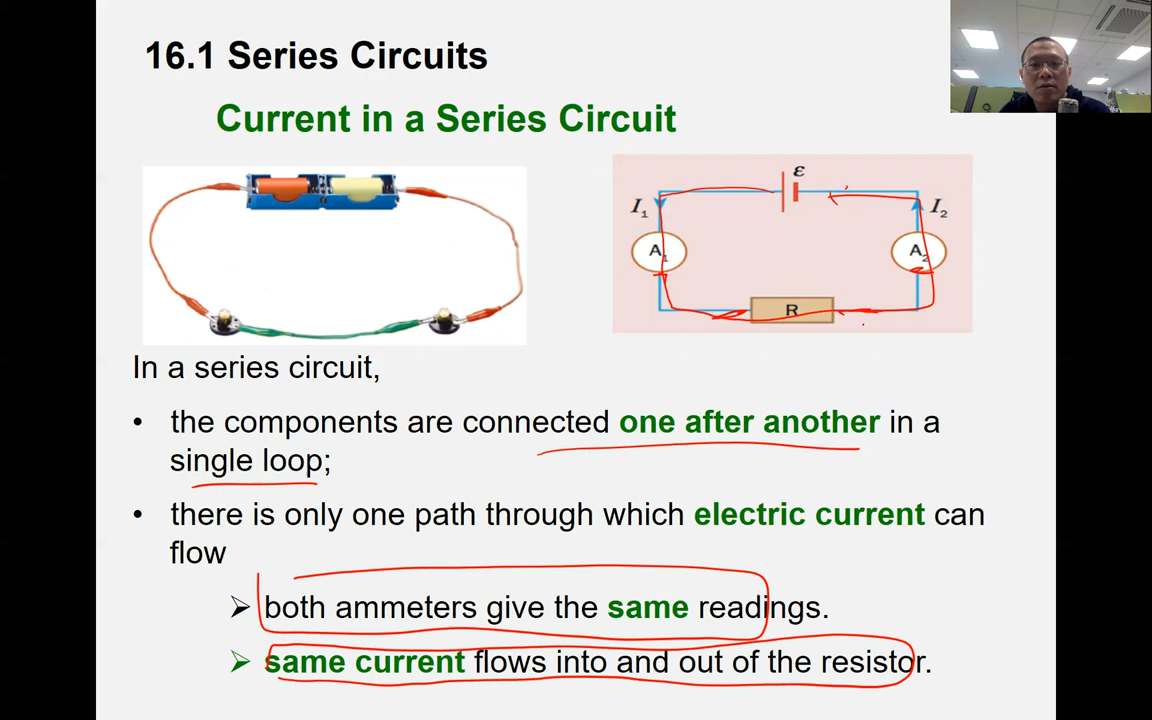 16.1 Series Circuits
Current in a Series Circuit
ε
I₁
I₂
A₁
A₂
R
In a series circuit,
• the components are connected one after another in a
single loop;
• there is only one path through which electric current can
flow
➢ both ammeters give the same readings.
➢ same current flows into and out of the resistor.